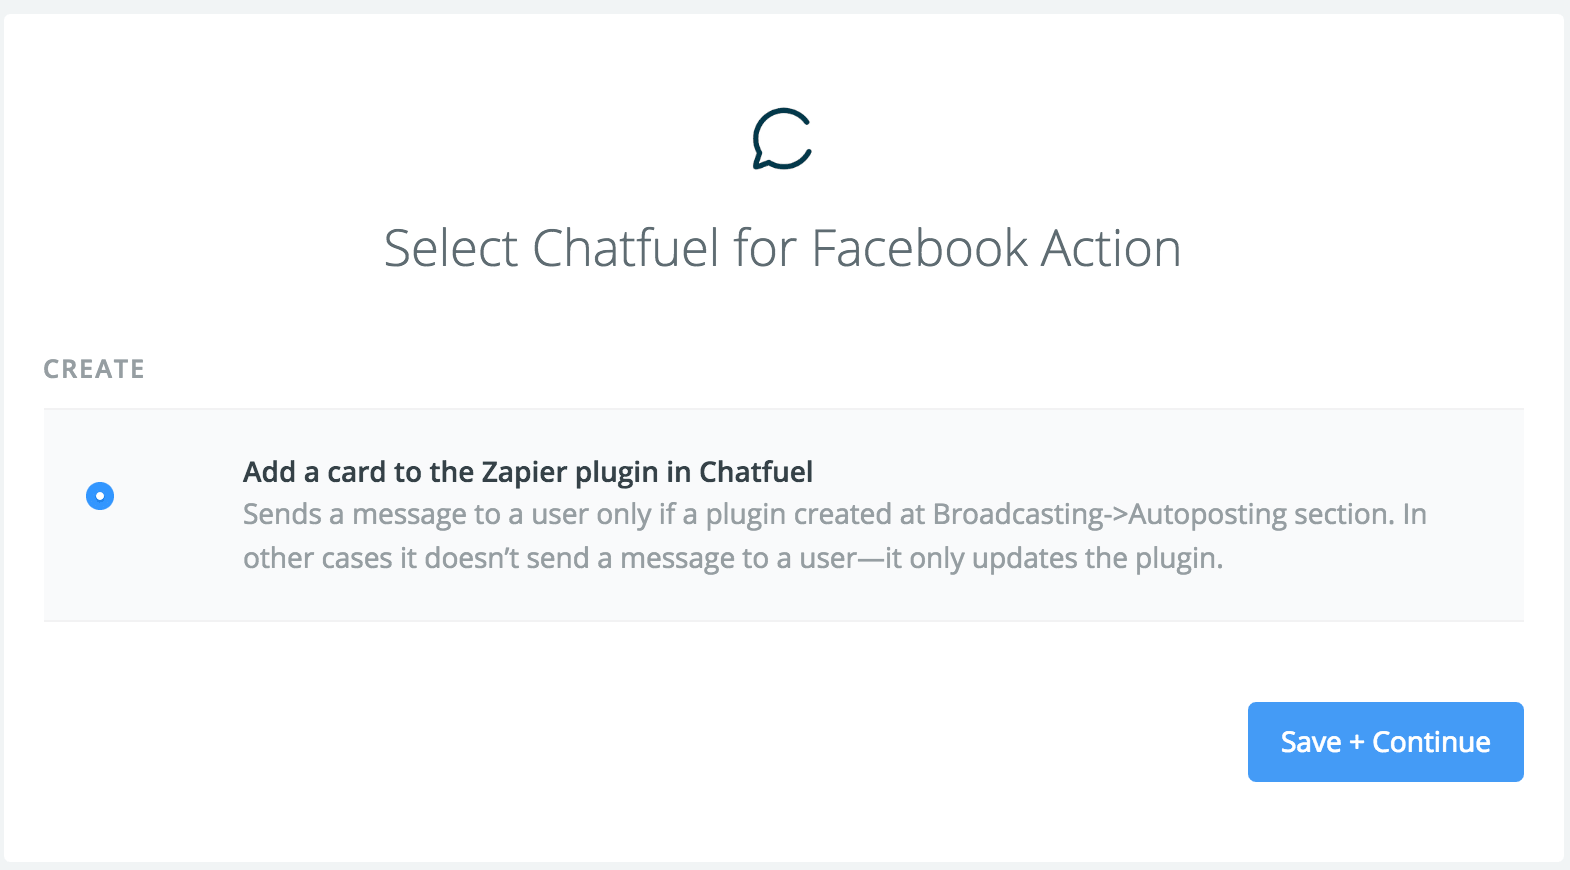 Select Chatfuel for Facebook Action
CREATE
Add a card to the Zapier plugin in Chatfuel
Sends a message to a user only if a plugin created at Broadcasting->Autoposting section. In
other cases it doesn’t send a message to a user—it only updates the plugin.
Save + Continue